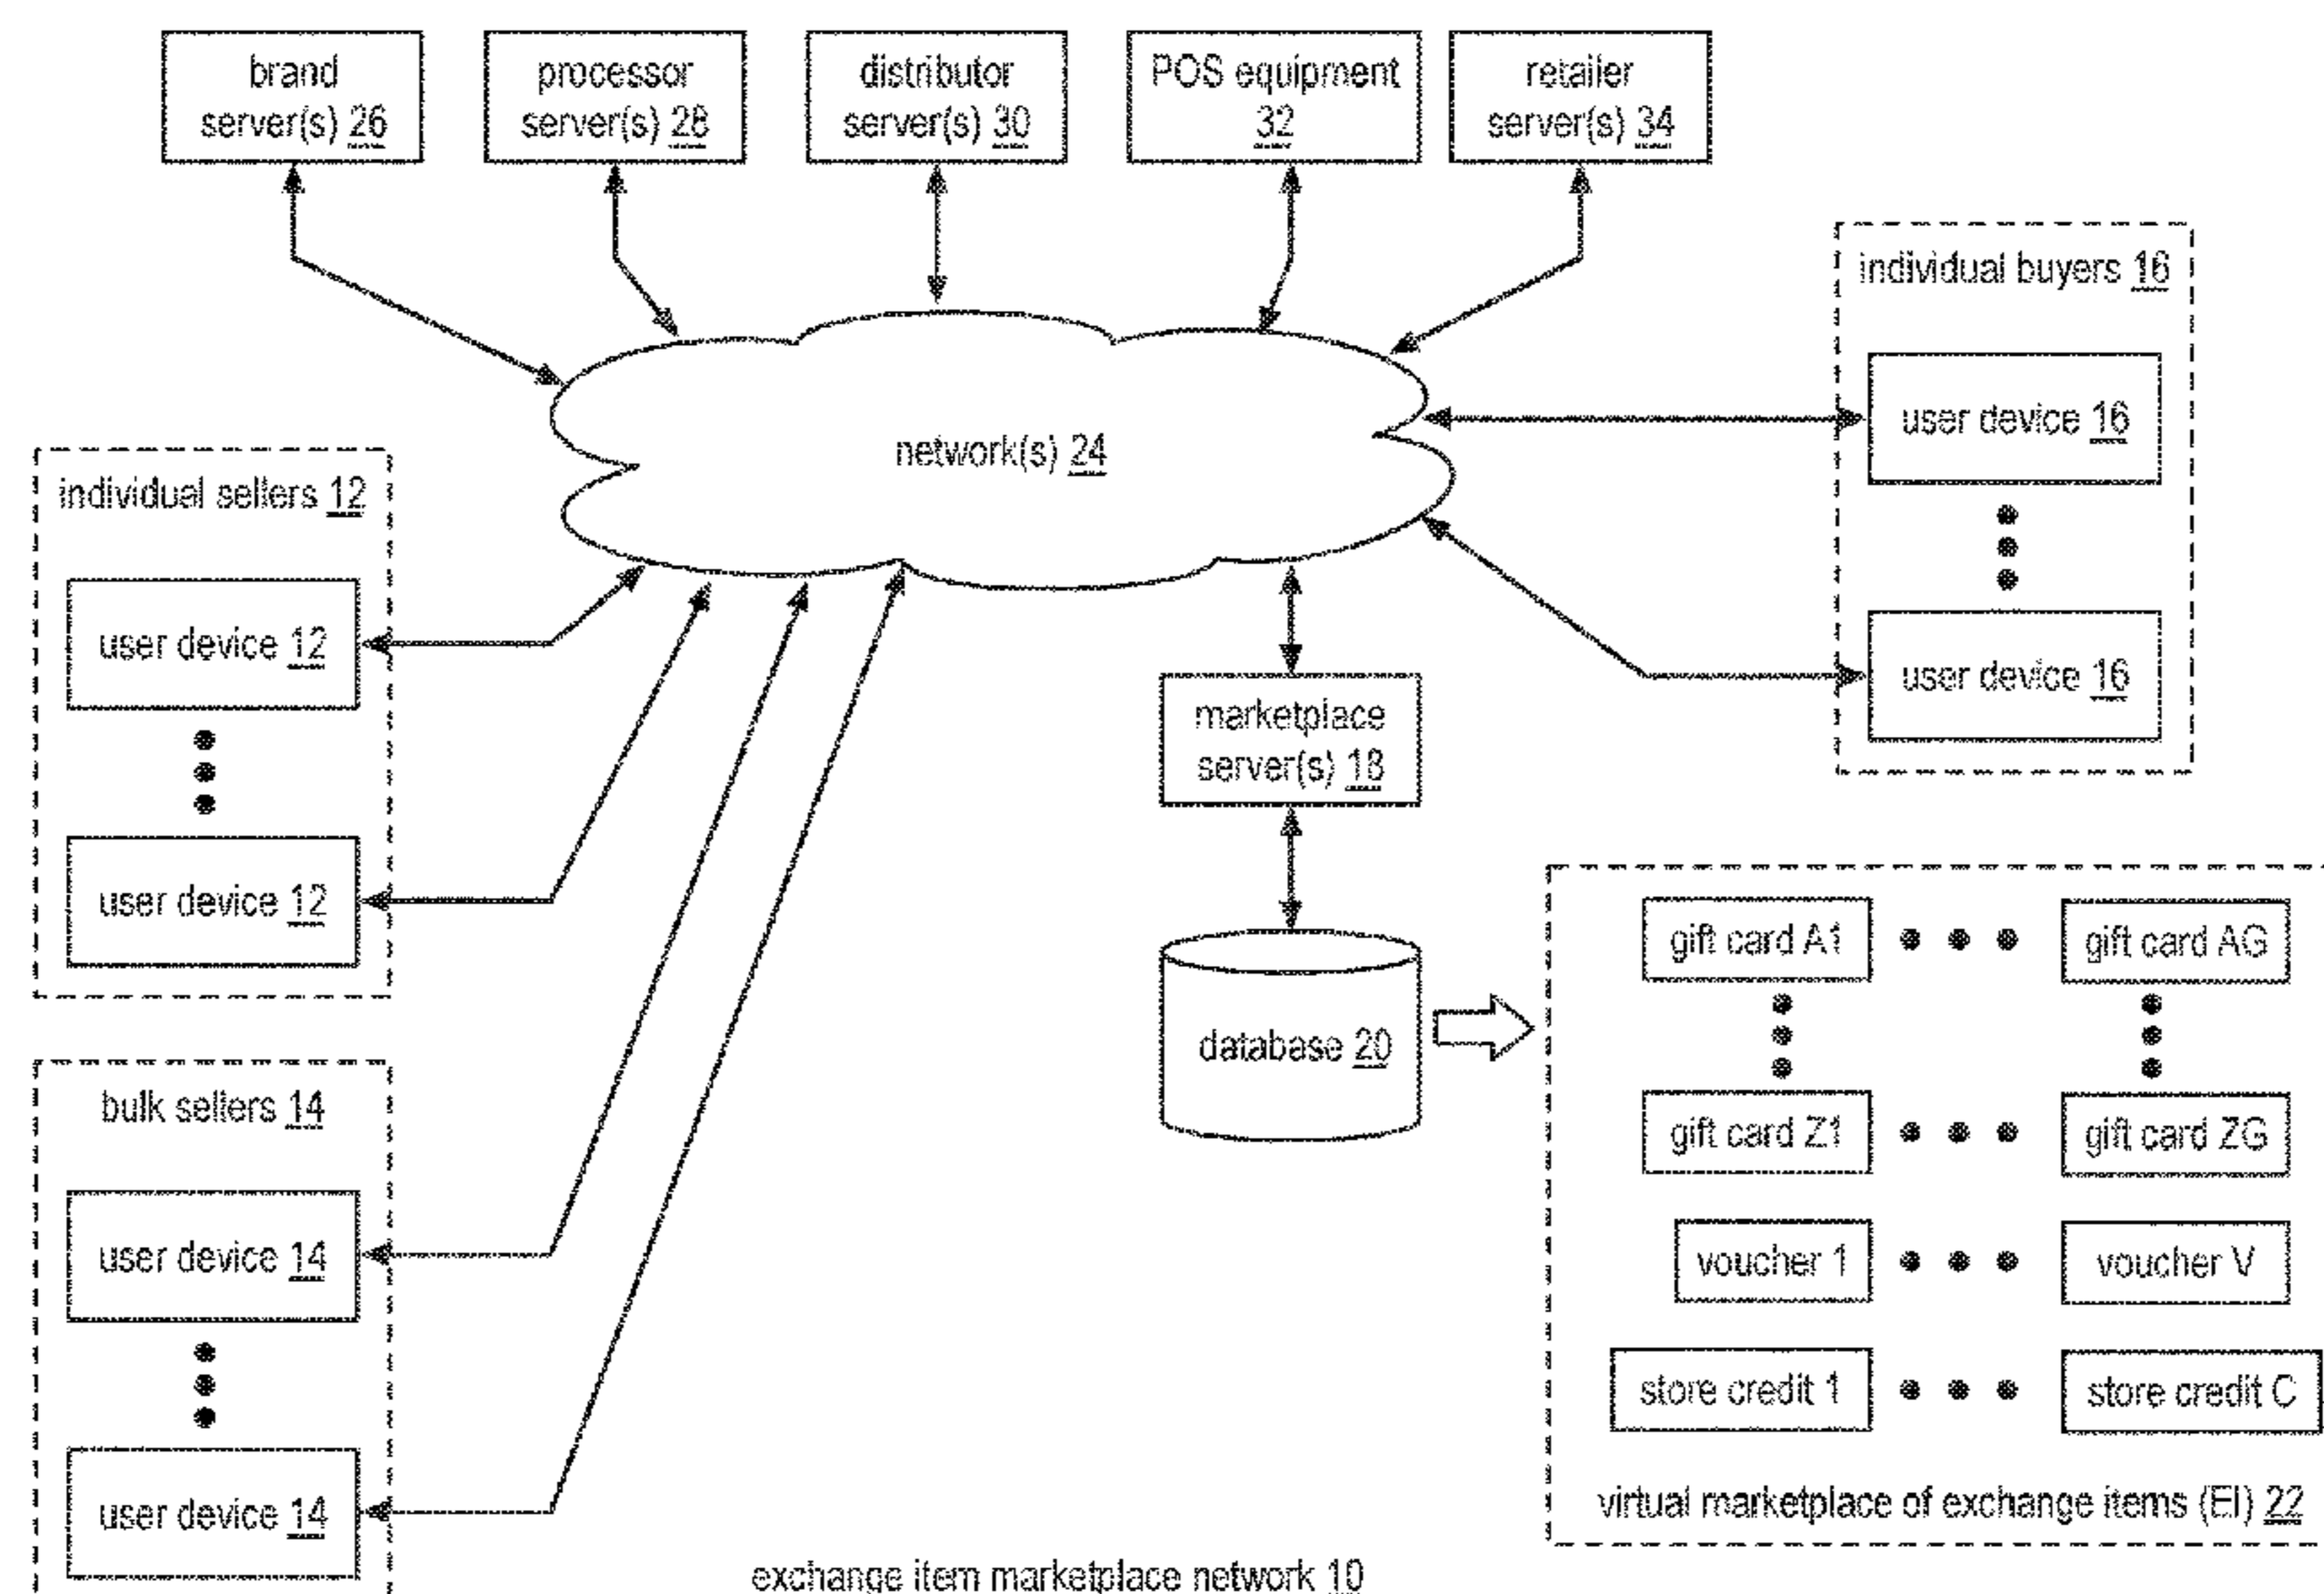 brand
server(s) 26
processor
server(s) 28
distributor
server(s) 30
POS equipment
32
retailer
server(s) 34
individual buyers 16
user device 16
user device 16
network(s) 24
individual sellers 12
user device 12
user device 12
marketplace
server(s) 18
database 20
bulk sellers 14
user device 14
user device 14
gift card A1
gift card AG
gift card Z1
gift card ZG
voucher 1
voucher V
store credit 1
store credit C
virtual marketplace of exchange items (EI) 22
exchange item marketplace network 10